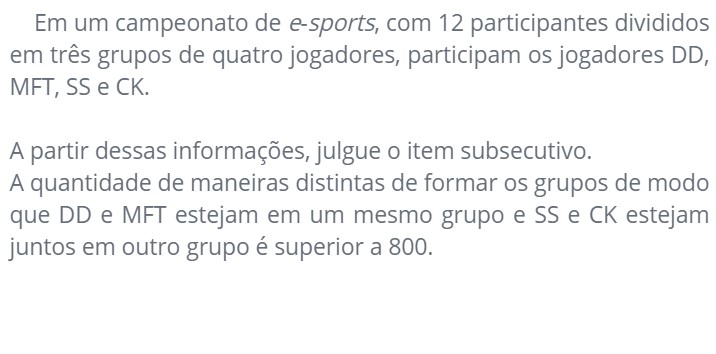 Em um campeonato de e-sports, com 12 participantes divididos
em três grupos de quatro jogadores, participam os jogadores DD,
MFT, SS e CK.
A partir dessas informações, julgue o item subsecutivo.
A quantidade de maneiras distintas de formar os grupos de modo
que DD e MFT estejam em um mesmo grupo e SS e CK estejam
juntos em outro grupo é superior a 800.